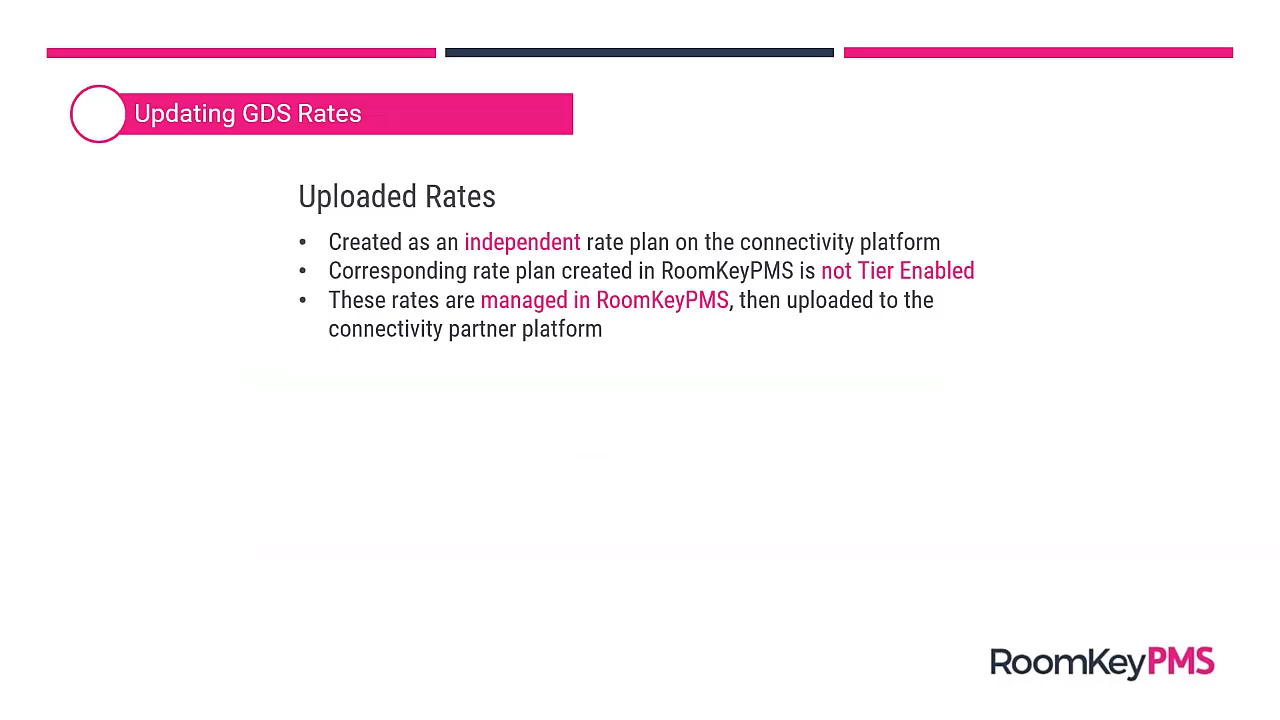 Updating GDS Rates
Uploaded Rates
• Created as an independent rate plan on the connectivity platform
• Corresponding rate plan created in RoomKeyPMS is not Tier Enabled
• These rates are managed in RoomKeyPMS, then uploaded to the
connectivity partner platform
RoomKeyPMS